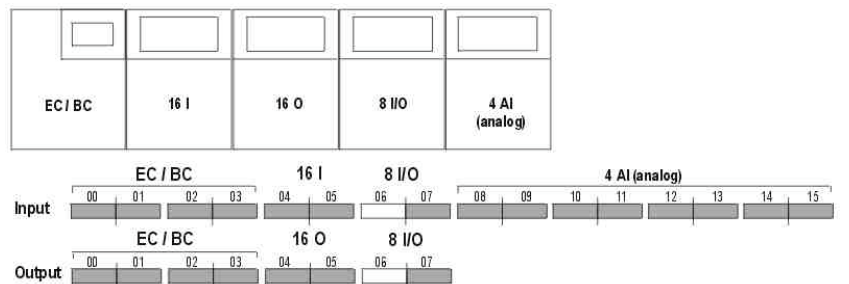 EC / BC 16 I 16 O 8 I/O 4 AI
(analog)
EC / BC 16 I 8 I/O 4 AI (analog)
Input 00 01 02 03 04 05 06 07 08 09 10 11 12 13 14 15
EC / BC 16 O 8 I/O
Output 00 01 02 03 04 05 06 07